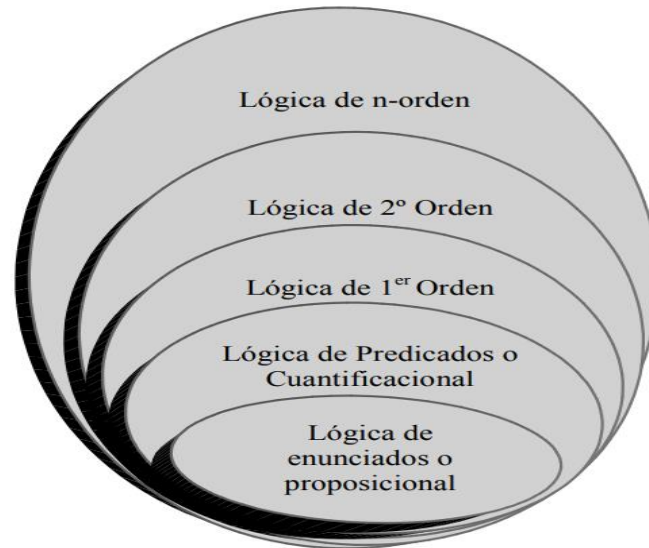 Lógica de n-orden
Lógica de 2º Orden
Lógica de 1er Orden
Lógica de Predicados o
Cuantificacional
Lógica de
enunciados o
proposicional